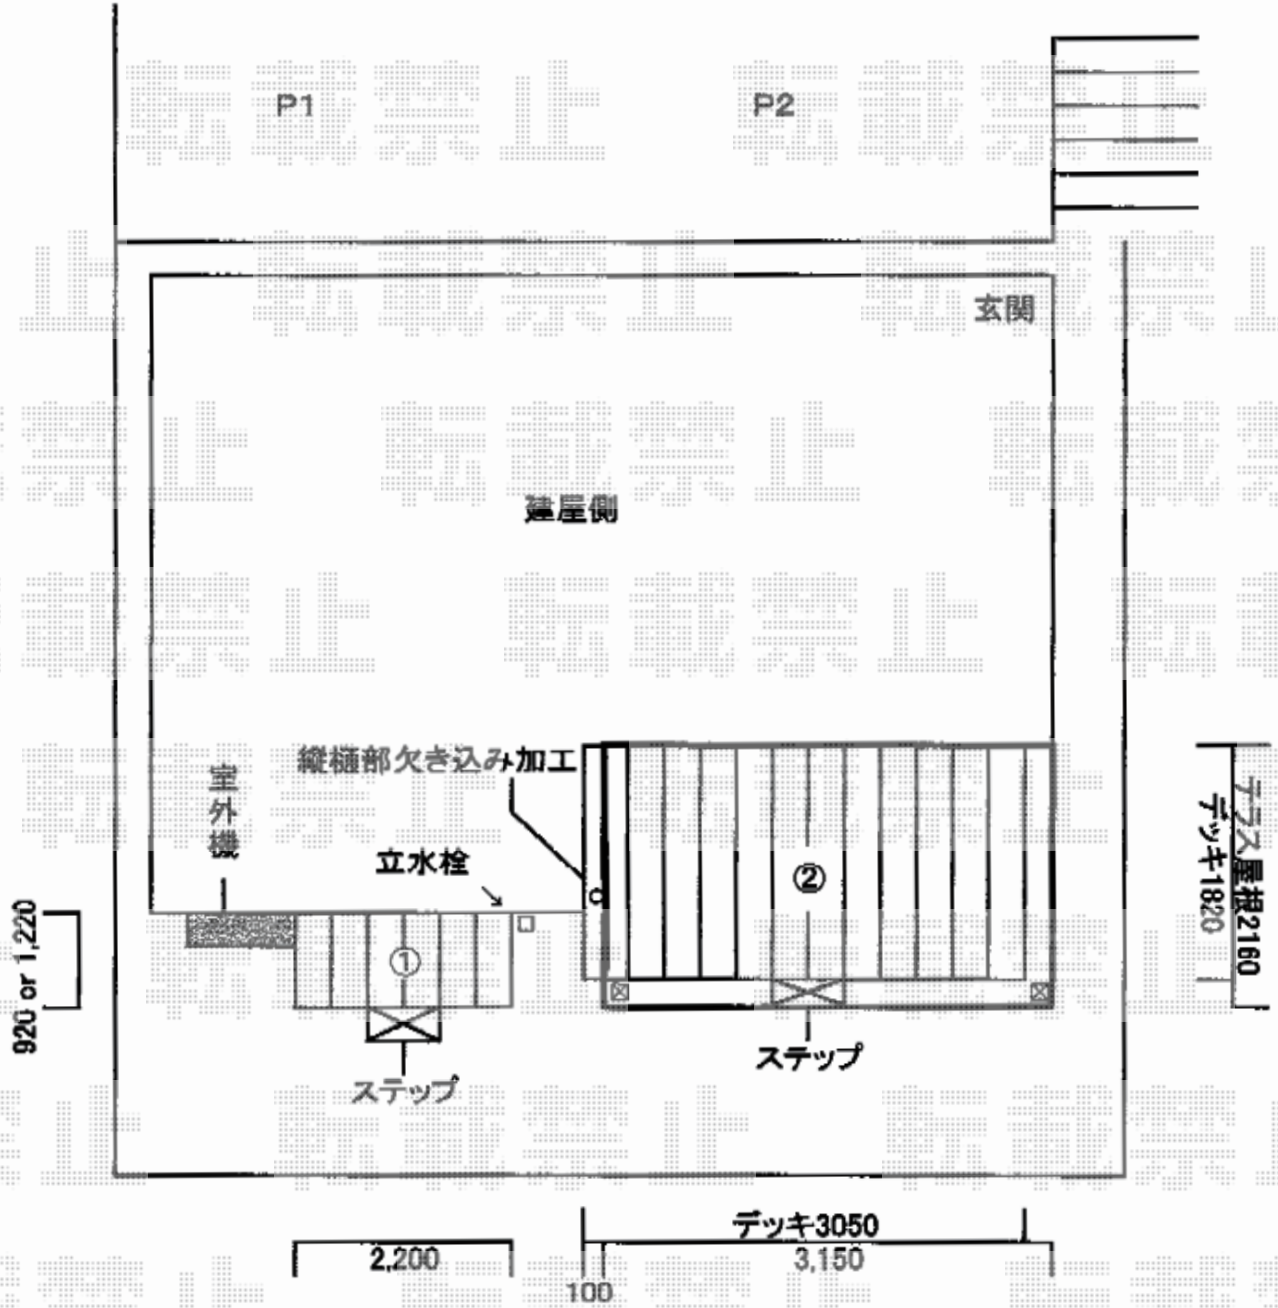 P1
P2
玄関
建屋側
縦樋部欠き込み加工
室外機
立水栓
②
①
920 or 1,220
テラス屋根2160
デッキ1820
ステップ
ステップ
デッキ3050
2,200
3,150
100
転載禁止